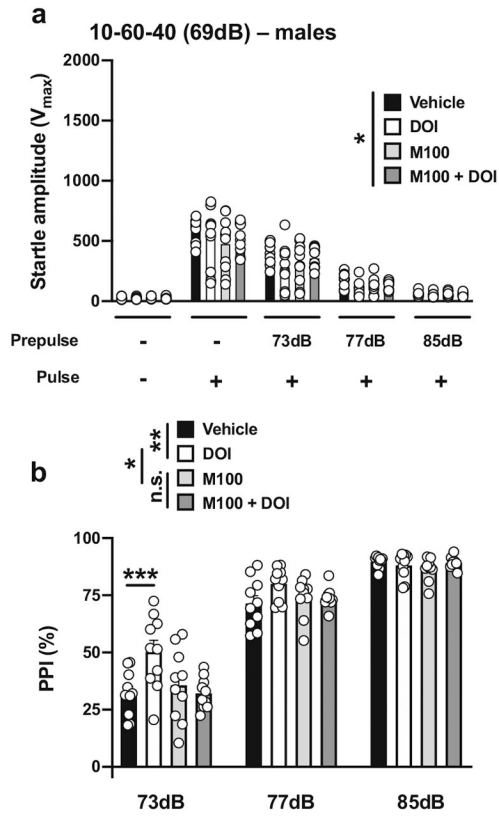 a
10-60-40 (69dB) – males
Startle amplitude (Vmax)
2000
1500
1000
500
0
*
Vehicle
DOI
M100
M100 + DOI
Prepulse - - 73dB 77dB 85dB
Pulse - + + + +
b
**
*
n.s.
Vehicle
DOI
M100
M100 + DOI
PPI (%)
100
75
50
25
0
***
73dB 77dB 85dB